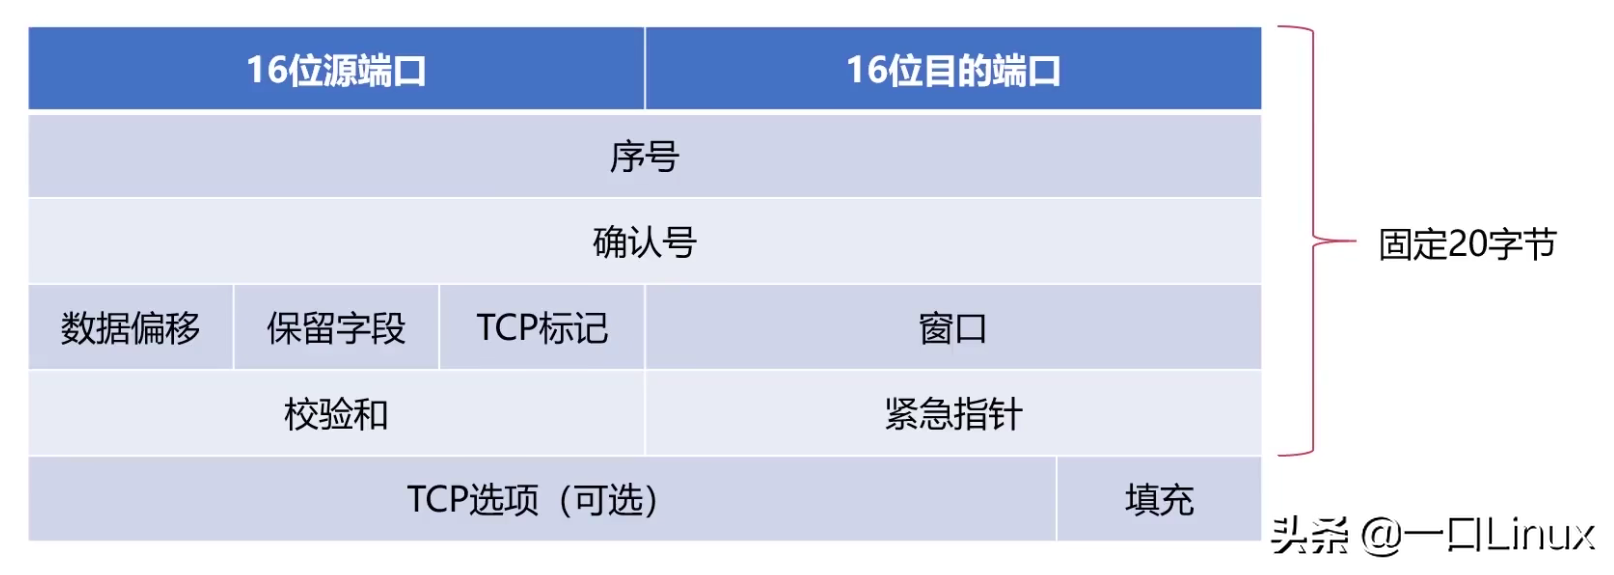 16位源端口
16位目的端口
序号
确认号
固定20字节
数据偏移
保留字段
TCP标记
窗口
校验和
紧急指针
TCP选项（可选）
填充
头条 @一口Linux